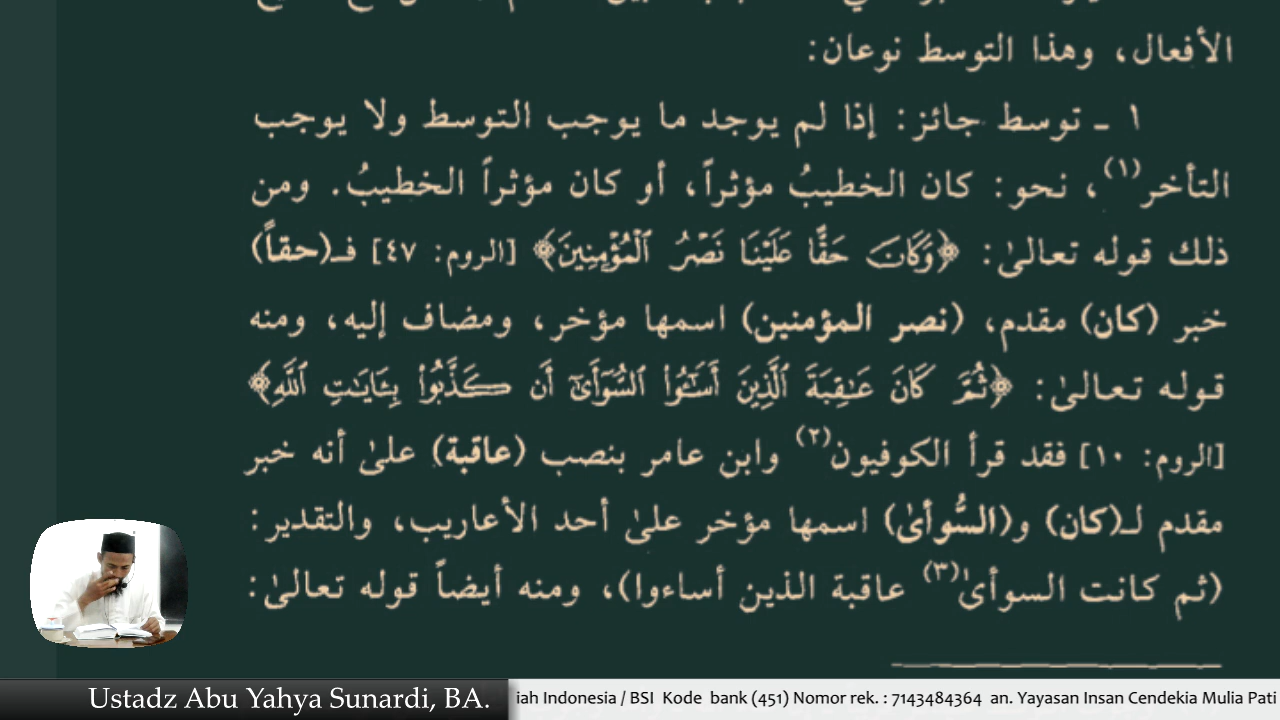 الأفعال، وهذا التوسط نوعان:
١ ـ توسط جائز: إذا لم يوجد ما يوجب التوسط ولا يوجب
التأخر(١)، نحو: كان الخطيبُ مؤثراً، أو كان مؤثراً الخطيبُ. ومن
ذلك قوله تعالىٰ: ﴿وَكَانَ حَقًّا عَلَيْنَا نَصْرُ ٱلْمُؤْمِنِينَ﴾ [الروم: ٤٧] فـ(حقاً)
خبر (كان) مقدم، (نصر المؤمنين) اسمها مؤخر، ومضاف إليه، ومنه
قوله تعالىٰ: ﴿ثُمَّ كَانَ عَـٰقِبَةَ ٱلَّذِينَ أَسَـٰٓـُٔوا۟ ٱلسُّوٓأَىٰٓ أَن كَذَّبُوا۟ بِـَٔايَـٰتِ ٱللَّهِ﴾
[الروم: ١٠] فقد قرأ الكوفيون(٢) وابن عامر بنصب (عاقبة) علىٰ أنه خبر
مقدم لـ(كان) و(السُّوأىٰ) اسمها مؤخر علىٰ أحد الأعاريب، والتقدير:
(ثم كانت السوأىٰ(٣) عاقبة الذين أساءوا)، ومنه أيضاً قوله تعالىٰ:
Ustadz Abu Yahya Sunardi, BA.
iah Indonesia / BSI Kode bank (451) Nomor rek. : 7143484364 an. Yayasan Insan Cendekia Mulia Pati